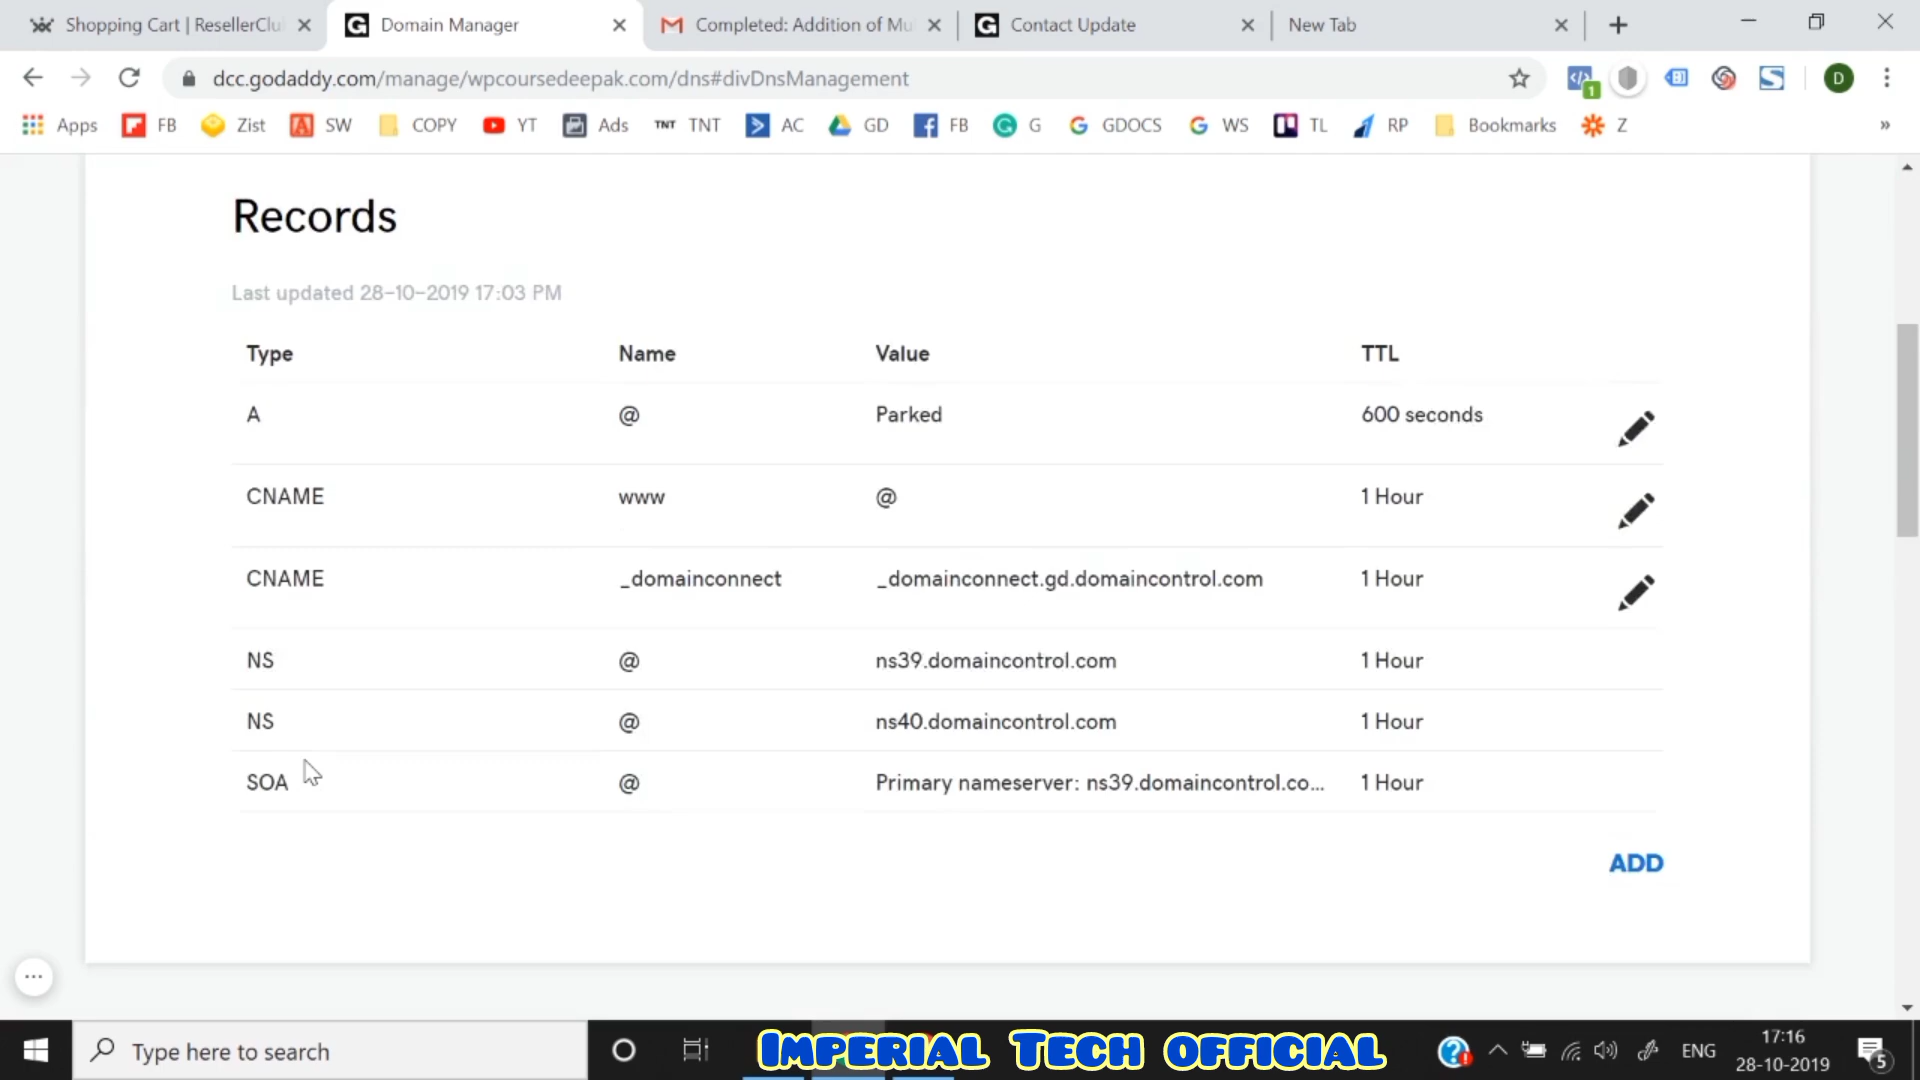 Shopping Cart | ResellerClu
Domain Manager
Completed: Addition of Mu
Contact Update
New Tab
dcc.godaddy.com/manage/wpcoursedeepak.com/dns#divDnsManagement
1
D
Apps
FB
Zist
SW
COPY
YT
Ads
TNT TNT
AC
GD
FB
G
GDOCS
WS
TL
RP
Bookmarks
Z
»
Records
Last updated 28-10-2019 17:03 PM
Type Name Value TTL
A @ Parked 600 seconds
CNAME www @ 1 Hour
CNAME _domainconnect _domainconnect.gd.domaincontrol.com 1 Hour
NS @ ns39.domaincontrol.com 1 Hour
NS @ ns40.domaincontrol.com 1 Hour
SOA @ Primary nameserver: ns39.domaincontrol.co... 1 Hour
ADD
Type here to search
Imperial Tech official
ENG
17:16
28-10-2019
5